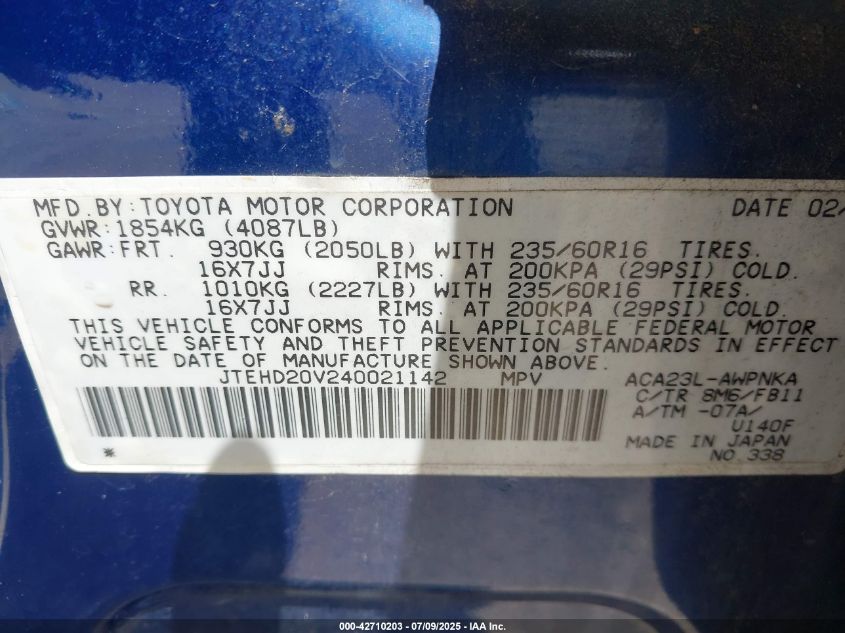 MFD.BY:TOYOTA MOTOR CORPORATION DATE 02/
GVWR:1854KG (4087LB)
GAWR:FRT. 930KG (2050LB) WITH 235/60R16 TIRES.
16X7JJ RIMS. AT 200KPA (29PSI) COLD.
RR. 1010KG (2227LB) WITH 235/60R16 TIRES.
16X7JJ RIMS. AT 200KPA (29PSI) COLD.
THIS VEHICLE CONFORMS TO ALL APPLICABLE FEDERAL MOTOR
VEHICLE SAFETY AND THEFT PREVENTION STANDARDS IN EFFECT
ON THE DATE OF MANUFACTURE SHOWN ABOVE.
JTEHD20V240021142 MPV ACA23L-AWPNKA
C/TR 8M6/FB11
A/TM -07A/
U140F
MADE IN JAPAN
* NO.338
000-42710203 - 07/09/2025 - IAA Inc.